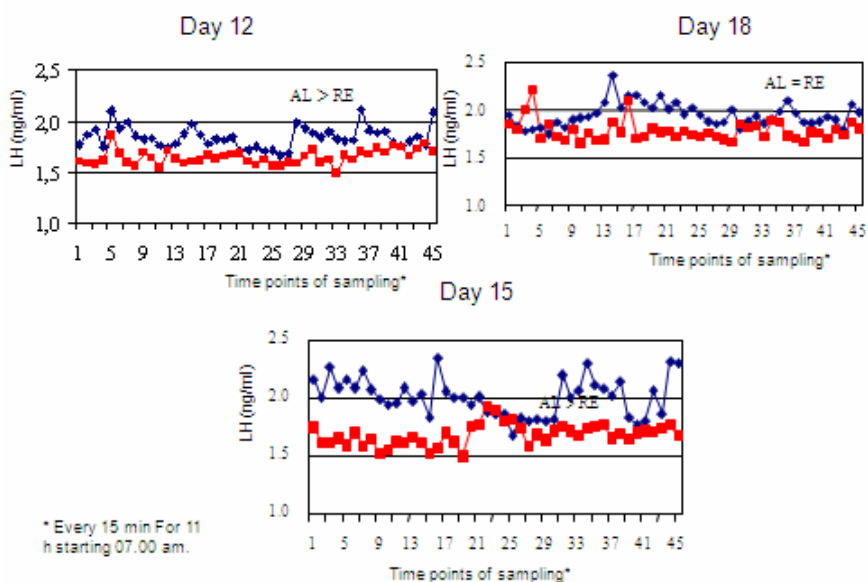 Day 12
LH (ng/ml)
2,5
2,0
1,5
1,0
AL > RE
1 5 9 13 17 21 25 29 33 37 41 45
Time points of sampling*
Day 18
LH (ng/ml)
2.5
2.0
1.5
1.0
AL = RE
1 5 9 13 17 21 25 29 33 37 41 45
Time points of sampling*
Day 15
LH (ng/ml)
2.5
2.0
1.5
1.0
AL > RE
1 5 9 13 17 21 25 29 33 37 41 45
Time points of sampling*
* Every 15 min For 11
h starting 07.00 am.